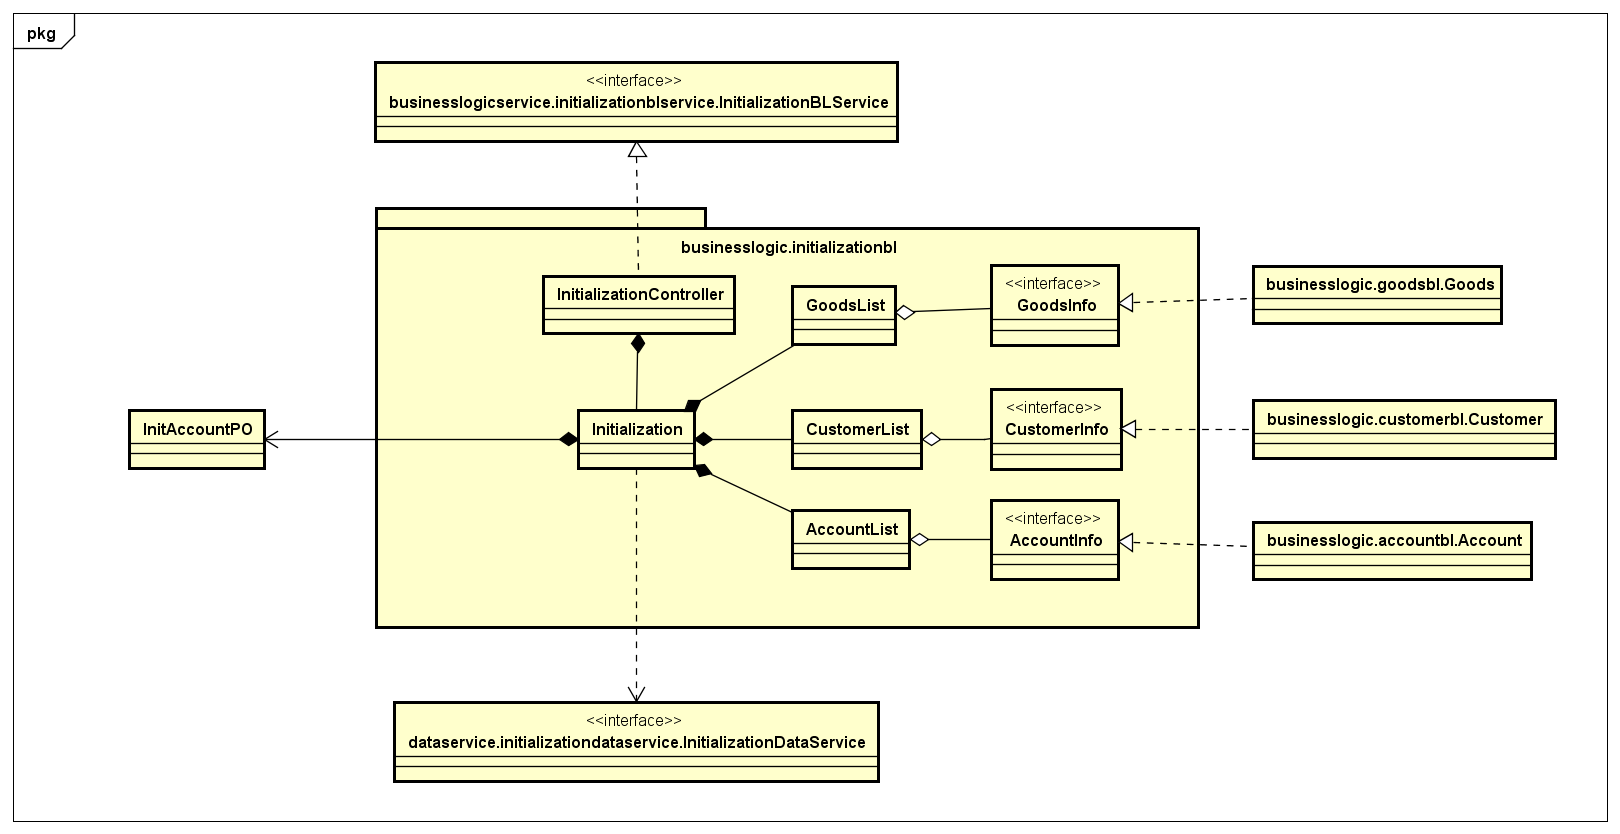 pkg
<<interface>>
businesslogicservice.initializationblservice.InitializationBLService
businesslogic.initializationbl
InitializationController
GoodsList
<<interface>>
GoodsInfo
businesslogic.goodsbl.Goods
InitAccountPO
Initialization
CustomerList
<<interface>>
CustomerInfo
businesslogic.customerbl.Customer
AccountList
<<interface>>
AccountInfo
businesslogic.accountbl.Account
<<interface>>
dataservice.initializationdataservice.InitializationDataService